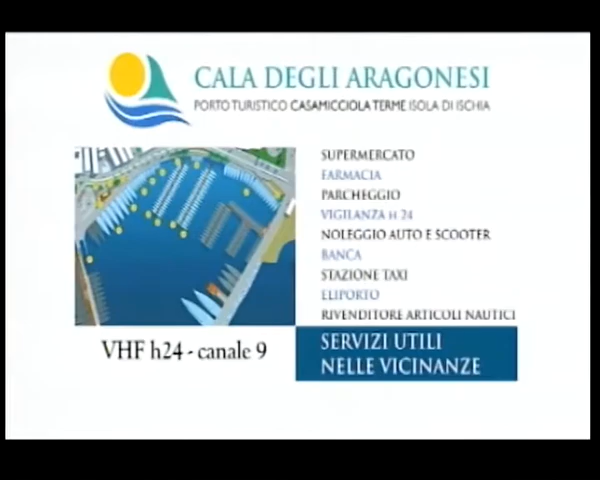 CALA DEGLI ARAGONESI
PORTO TURISTICO CASAMICCIOLA TERME ISOLA DI ISCHIA
SUPERMERCATO
FARMACIA
PARCHEGGIO
VIGILANZA H 24
NOLEGGIO AUTO E SCOOTER
BANCA
STAZIONE TAXI
ELIPORTO
RIVENDITORE ARTICOLI NAUTICI
VHF h24 - canale 9
SERVIZI UTILI
NELLE VICINANZE